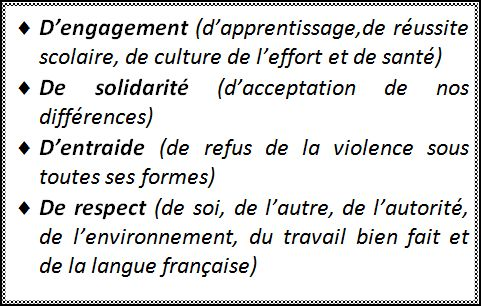 ♦ D’engagement (d’apprentissage,de réussite
scolaire, de culture de l’effort et de santé)
♦ De solidarité (d’acceptation de nos
différences)
♦ D’entraide (de refus de la violence sous
toutes ses formes)
♦ De respect (de soi, de l’autre, de l’autorité,
de l’environnement, du travail bien fait et
de la langue française)